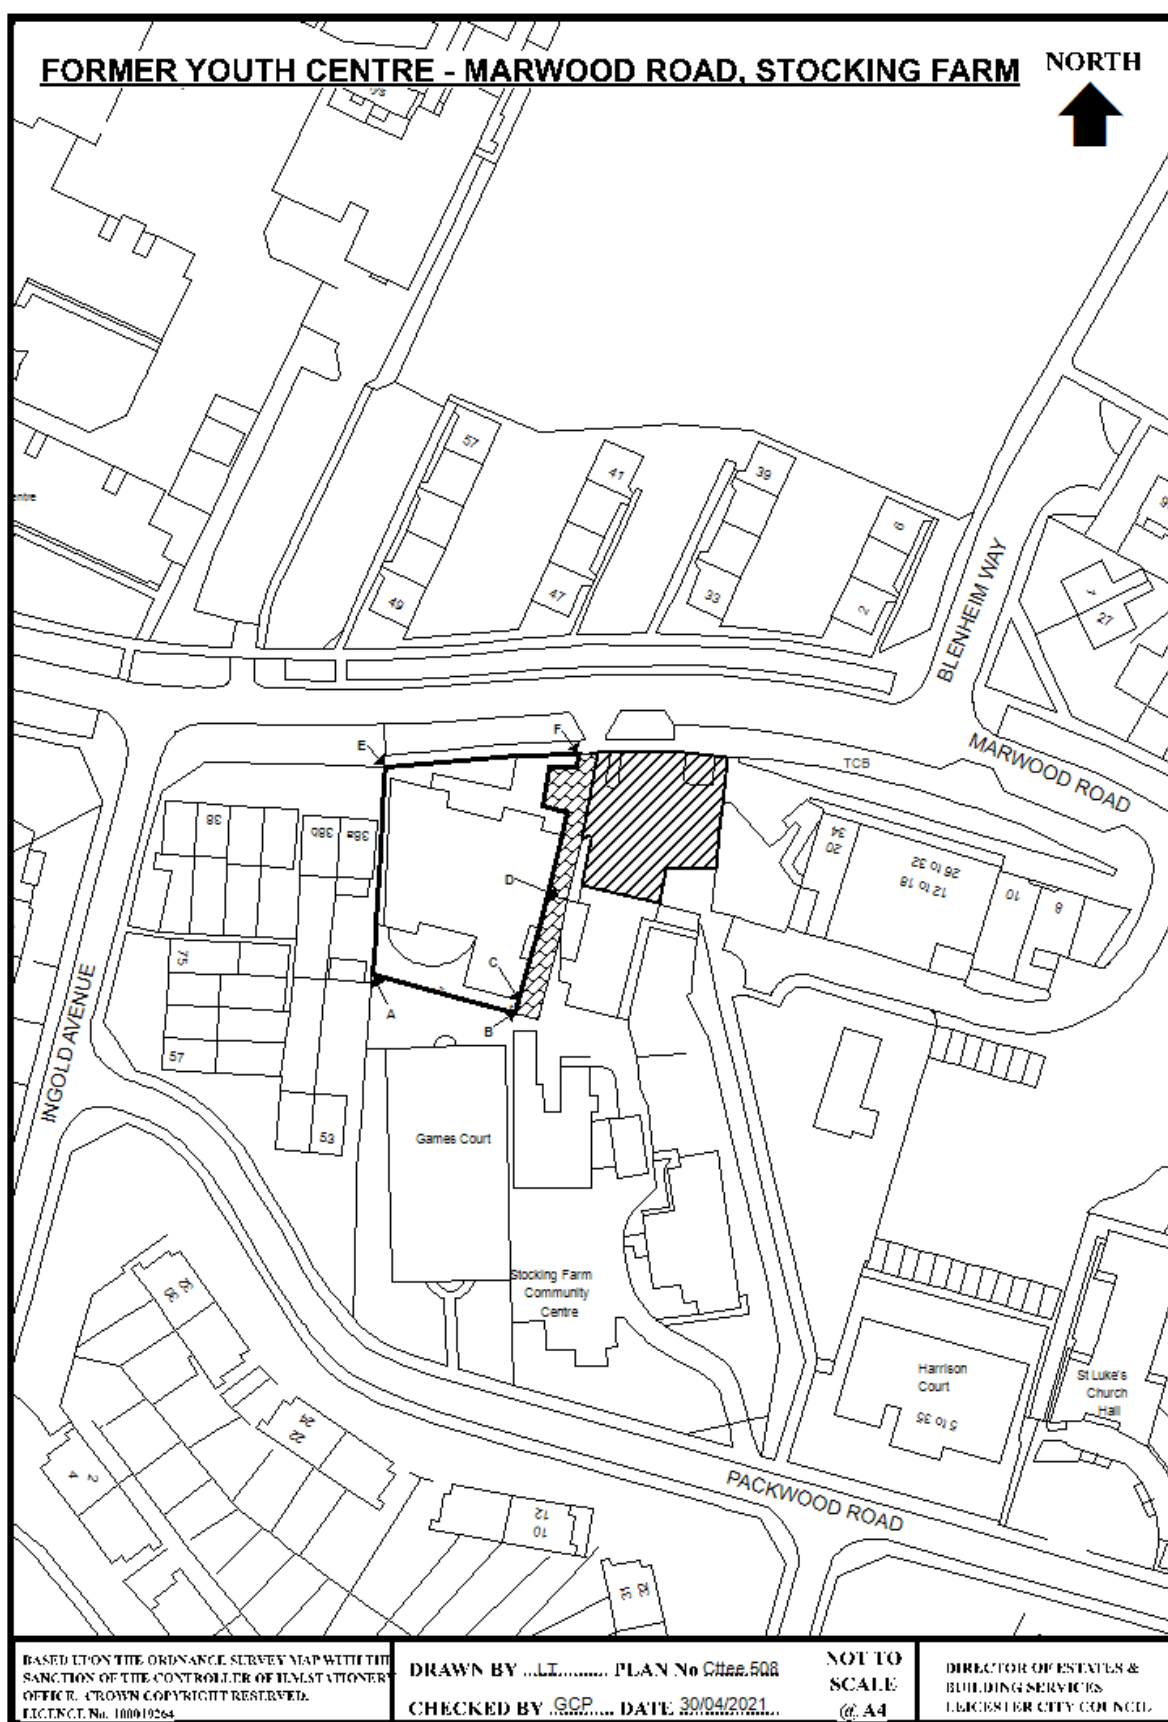 FORMER YOUTH CENTRE - MARWOOD ROAD, STOCKING FARM
NORTH
entre
57
41
39
6
49
47
33
2
BLENHEIM WAY
27
MARWOOD ROAD
TCB
E
F
38
38b
38a
34
20
26 to 32
12 to 18
10
8
D
C
A
B
75
57
53
INGOLD AVENUE
Games Court
Stocking Farm
Community
Centre
Harrison
Court
5 to 35
St Luke's
Church
Hall
24
22
2
4
12
10
PACKWOOD ROAD
BASED UPON THE ORDNANCE SURVEY MAP WITH THE
SANCTION OF THE CONTROLLER OF H.M.STATIONERY
OFFICE. CROWN COPYRIGHT RESERVED.
LICENCE No. 100019264
DRAWN BY ...LT........... PLAN No Cttee 508
CHECKED BY .GCP.... DATE 30/04/2021
NOT TO
SCALE
@ A4
DIRECTOR OF ESTATES &
BUILDING SERVICES
LEICESTER CITY COUNCIL